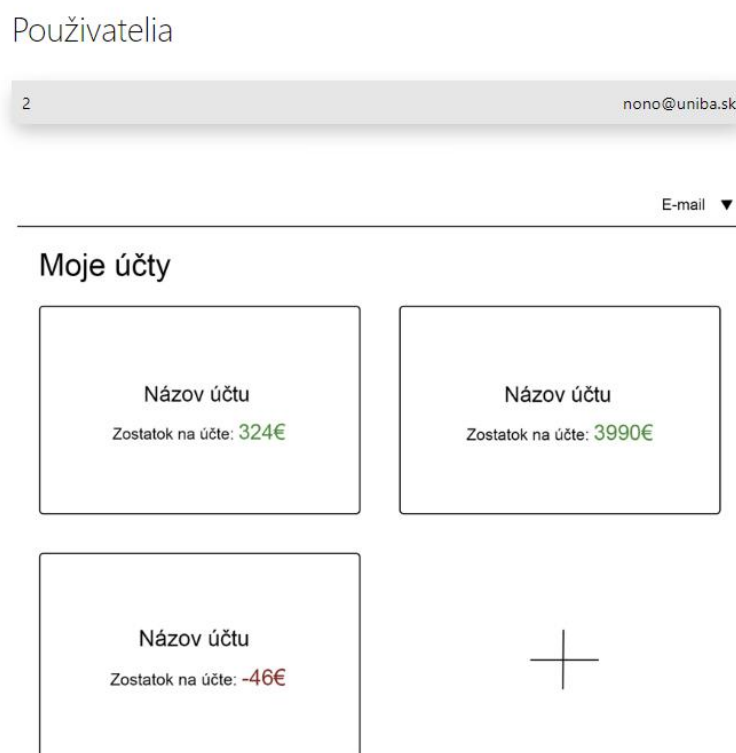 Používatelia
2 nono@uniba.sk
E-mail ▼
Moje účty
Názov účtu
Zostatok na účte: 324€
Názov účtu
Zostatok na účte: 3990€
Názov účtu
Zostatok na účte: -46€